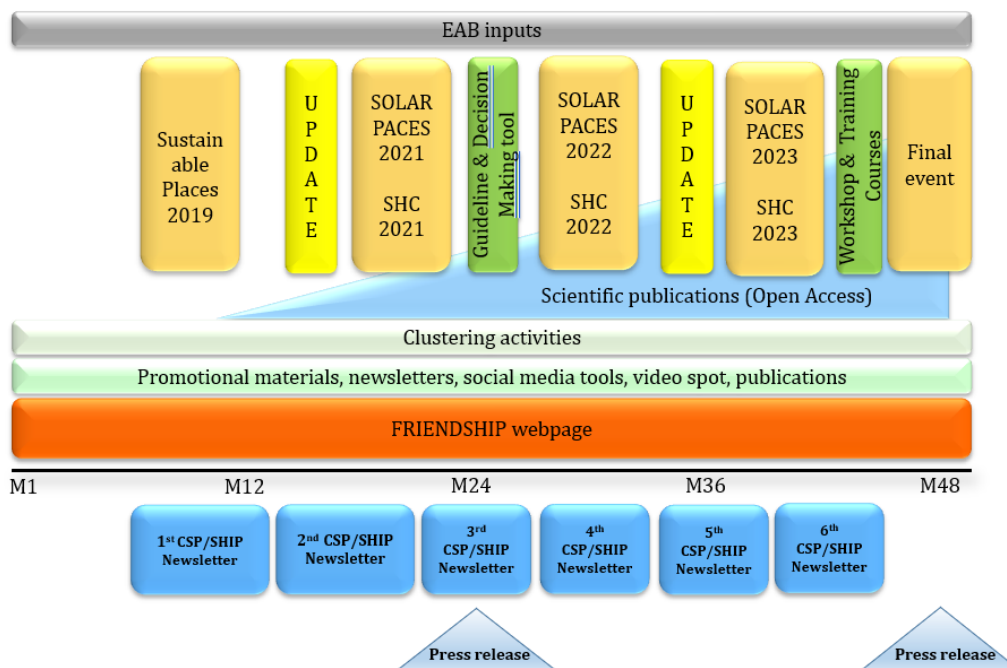 EAB inputs
Sustain
able
Places
2019
U
P
D
A
T
E
SOLAR
PACES
2021
SHC
2021
Guideline & Decision
Making tool
SOLAR
PACES
2022
SHC
2022
U
P
D
A
T
E
SOLAR
PACES
2023
SHC
2023
Workshop & Training
Courses
Final
event
Scientific publications (Open Access)
Clustering activities
Promotional materials, newsletters, social media tools, video spot, publications
FRIENDSHIP webpage
M1 M12 M24 M36 M48
1st CSP/SHIP
Newsletter
2nd CSP/SHIP
Newsletter
3rd
CSP/SHIP
Newsletter
4th
CSP/SHIP
Newsletter
5th
CSP/SHIP
Newsletter
6th
CSP/SHIP
Newsletter
Press release
Press release